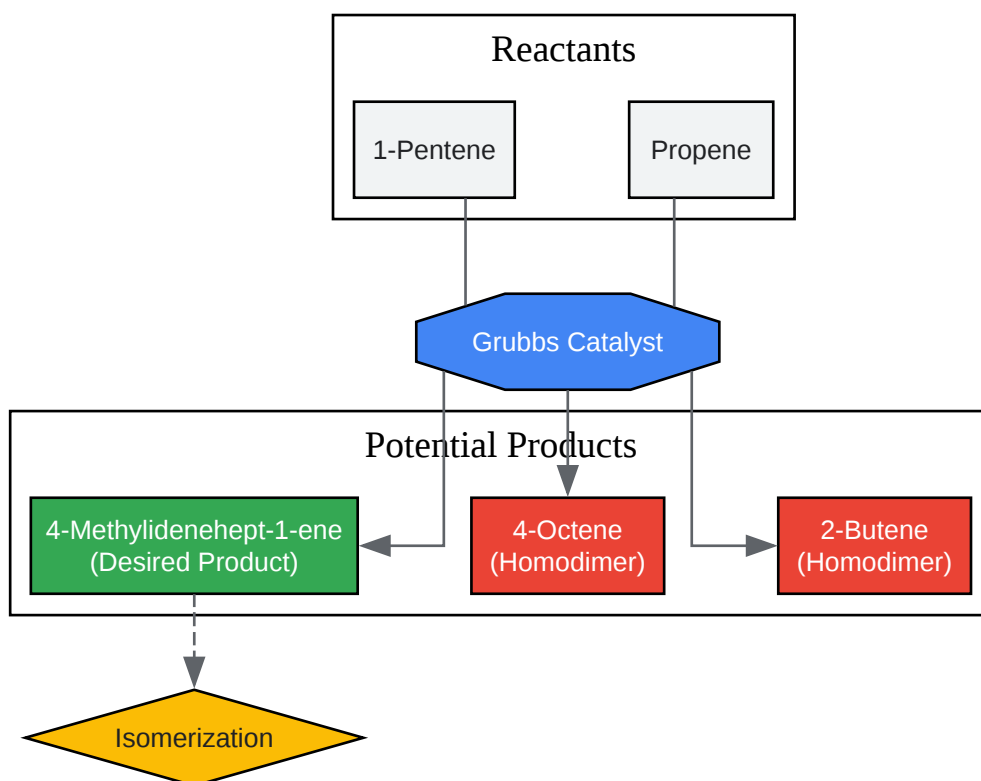 Reactants
1-Pentene
Propene
Grubbs Catalyst
Potential Products
4-Methylidenehept-1-ene
(Desired Product)
4-Octene
(Homodimer)
2-Butene
(Homodimer)
Isomerization